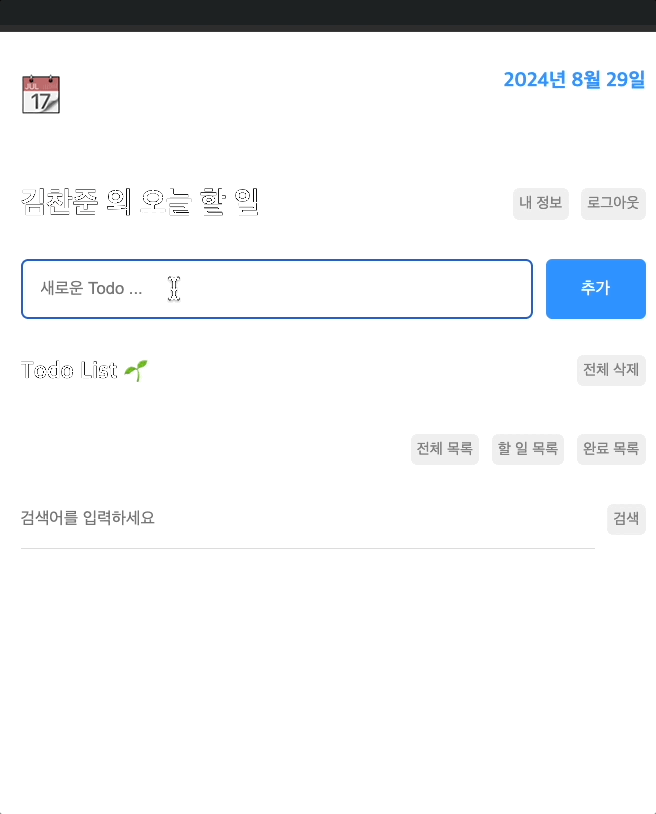 JUL
17
2024년 8월 29일
김찬준 의 오늘 할 일
내 정보 로그아웃
새로운 Todo ... 추가
Todo List 🌱 전체 삭제
전체 목록 할 일 목록 완료 목록
검색어를 입력하세요 검색